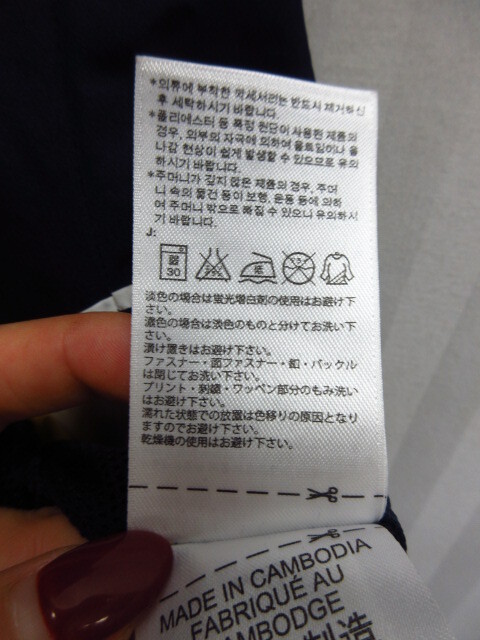 *의류에 부착한 악세서리는 반드시 제거하신
후 세탁하시기 바랍니다.
*폴리에스터 등 특정 원단이 사용된 제품의
경우, 외부의 자극에 의하여 올트임이나 올
나감 현상이 쉽게 발생할 수 있으므로 유의
하시기 바랍니다.
*주머니가 깊지 않은 제품의 경우, 주머
니 속의 물건 등이 보행, 운동 등에 의하
여 주머니 밖으로 빠질 수 있으니 유의하시
기 바랍니다.
J:
弱
30
淡色の場合は蛍光増白剤の使用はお避け下
さい。
濃色の場合は淡色のものと分けてお洗い下
さい。
漬け置きはお避け下さい。
ファスナー・面ファスナー・釦・バックル
は閉じてお洗い下さい。
プリント・刺繍・ワッペン部分のもみ洗い
はお避け下さい。
濡れた状態での放置は色移りの原因となり
ますのでお避け下さい。
乾燥機の使用はお避け下さい。
MADE IN CAMBODIA
FABRIQUÉ AU
CAMBODGE
製造